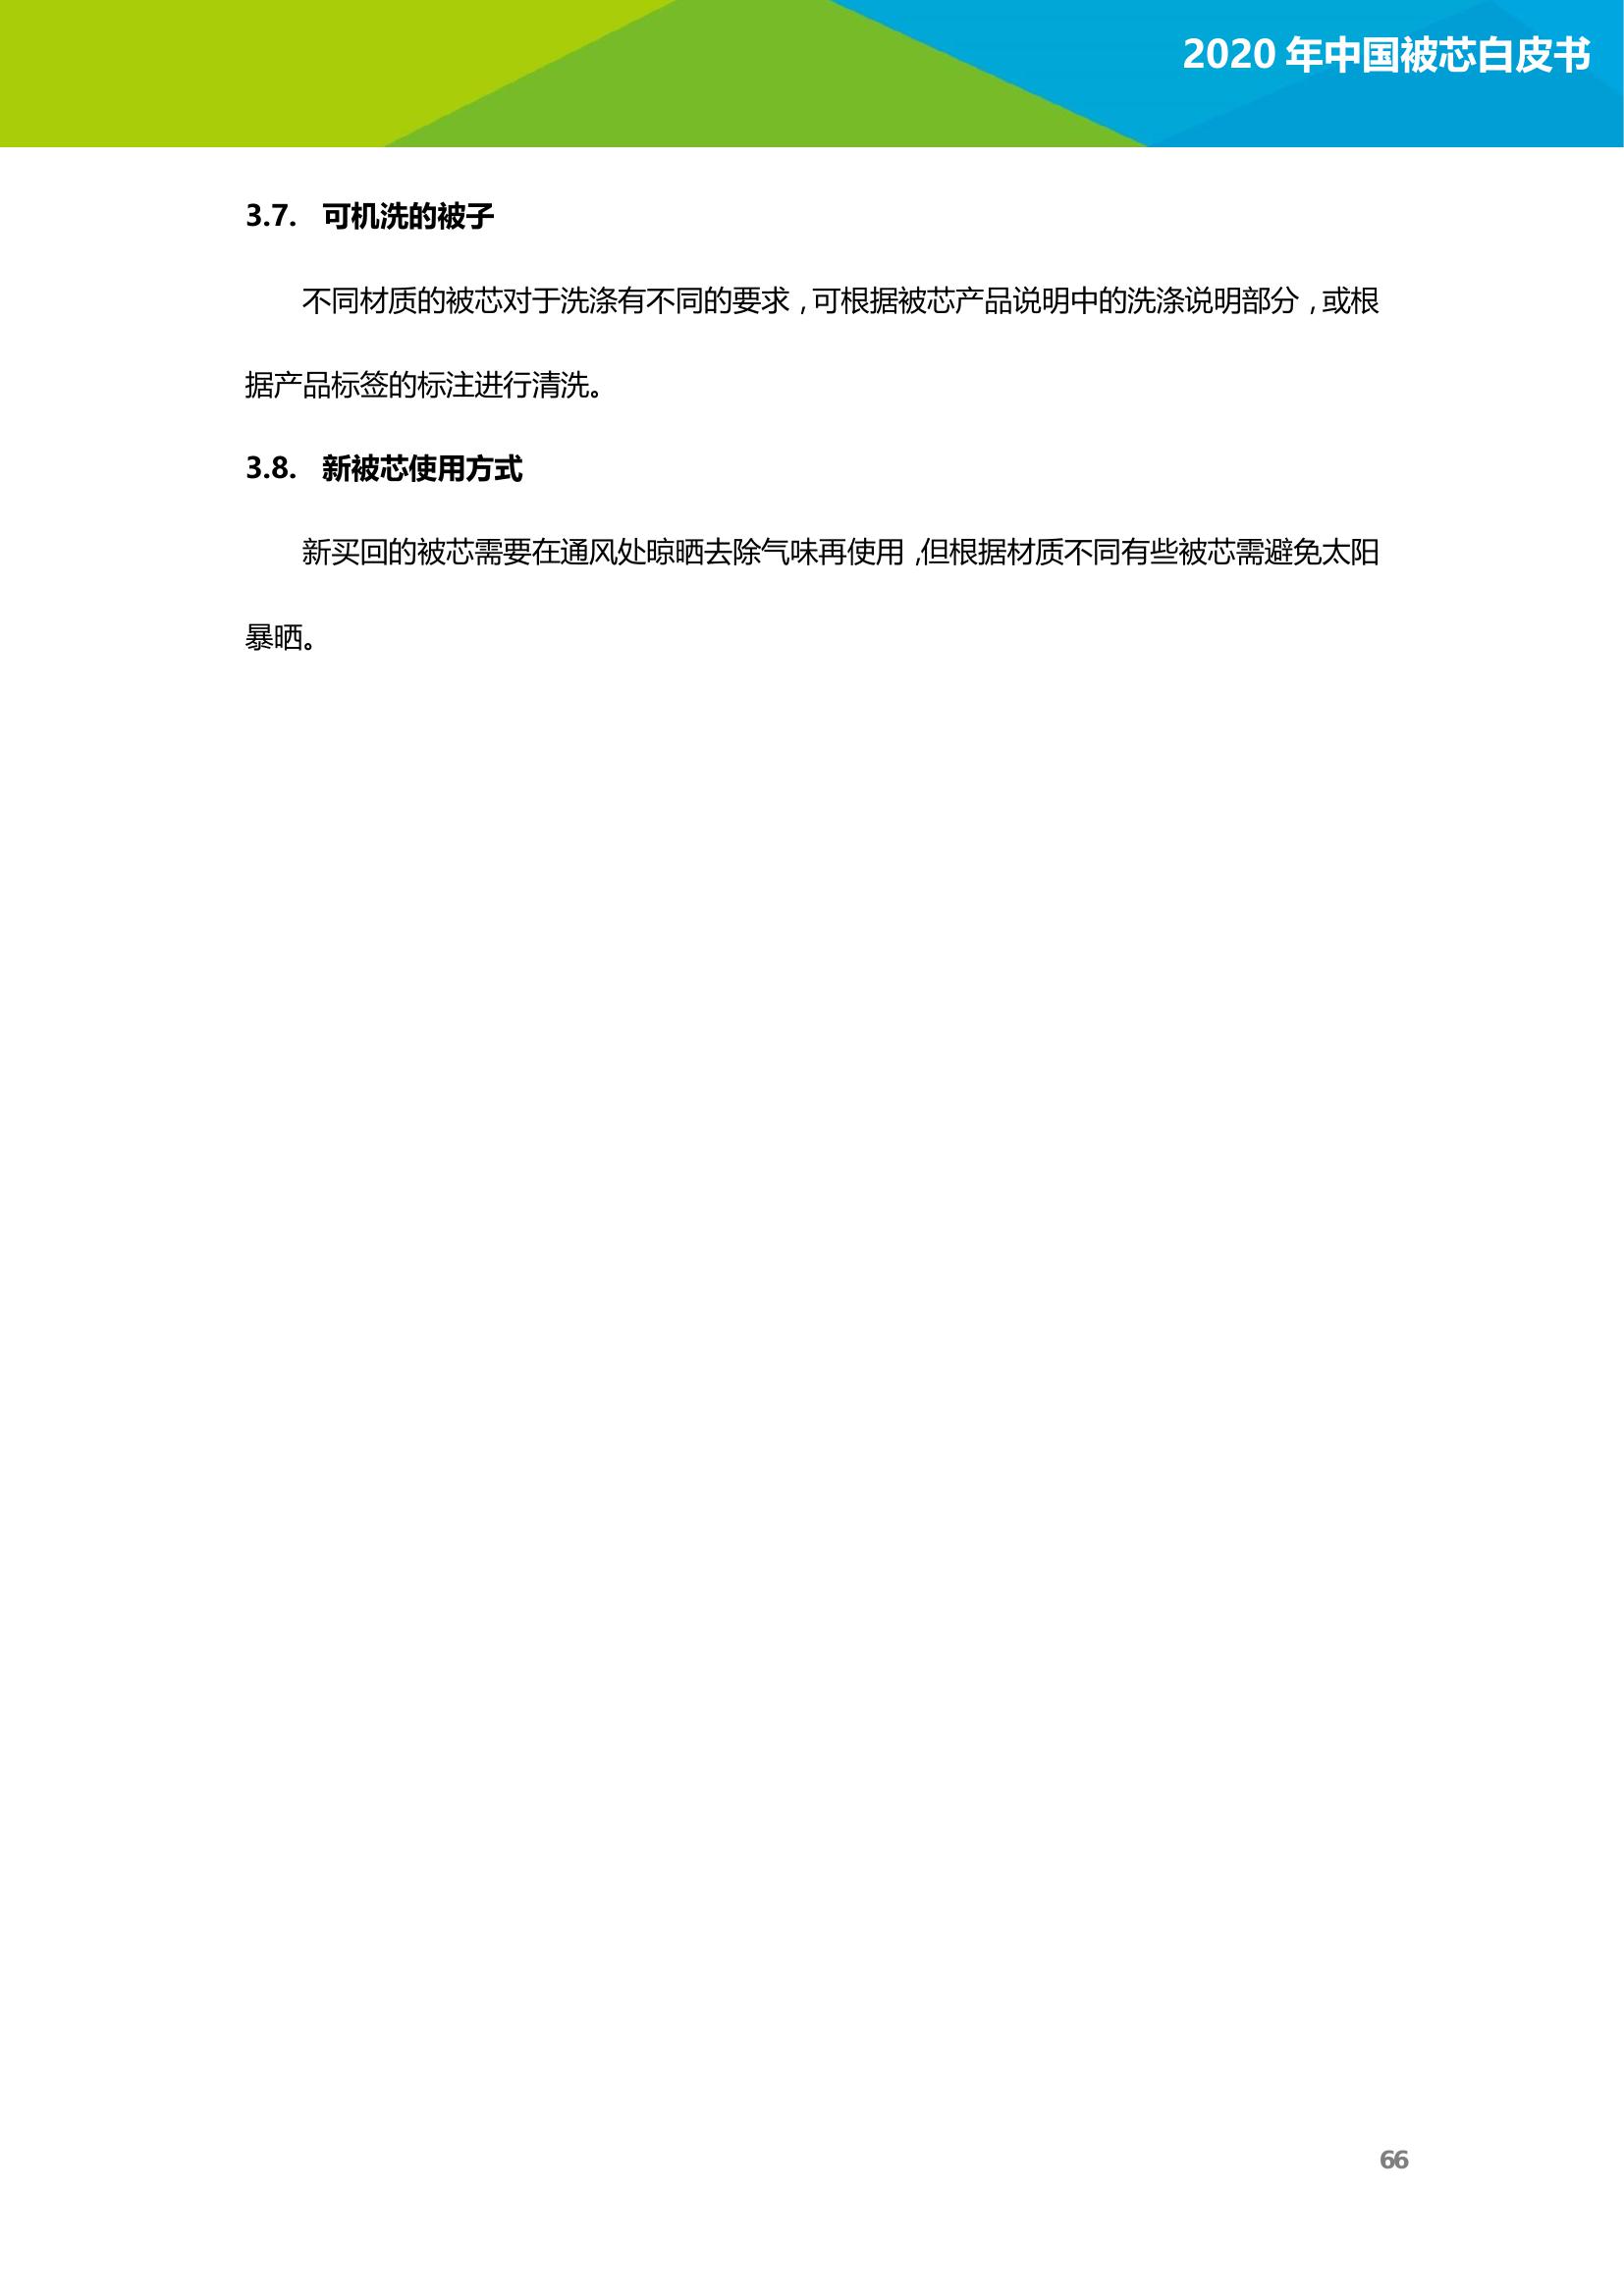 2020 年中国被芯白皮书
3.7. 可机洗的被子
不同材质的被芯对于洗涤有不同的要求，可根据被芯产品说明中的洗涤说明部分，或根
据产品标签的标注进行清洗。
3.8. 新被芯使用方式
新买回的被芯需要在通风处晾晒去除气味再使用，但根据材质不同有些被芯需避免太阳
暴晒。
66